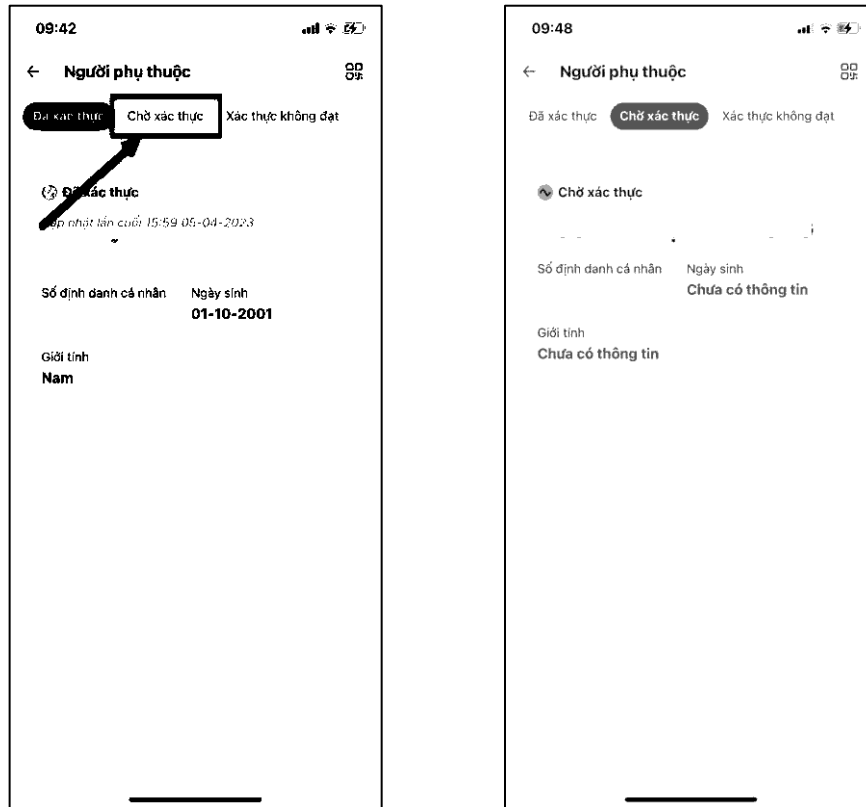 09:42
Người phụ thuộc
Đã xác thực Chờ xác thực Xác thực không đạt
Đã xác thực
nhật lần cuối 15:59 05-04-2023
Số định danh cá nhân Ngày sinh
01-10-2001
Giới tính
Nam
09:48
Người phụ thuộc
Đã xác thực Chờ xác thực Xác thực không đạt
Chờ xác thực
Số định danh cá nhân Ngày sinh
Chưa có thông tin
Giới tính
Chưa có thông tin